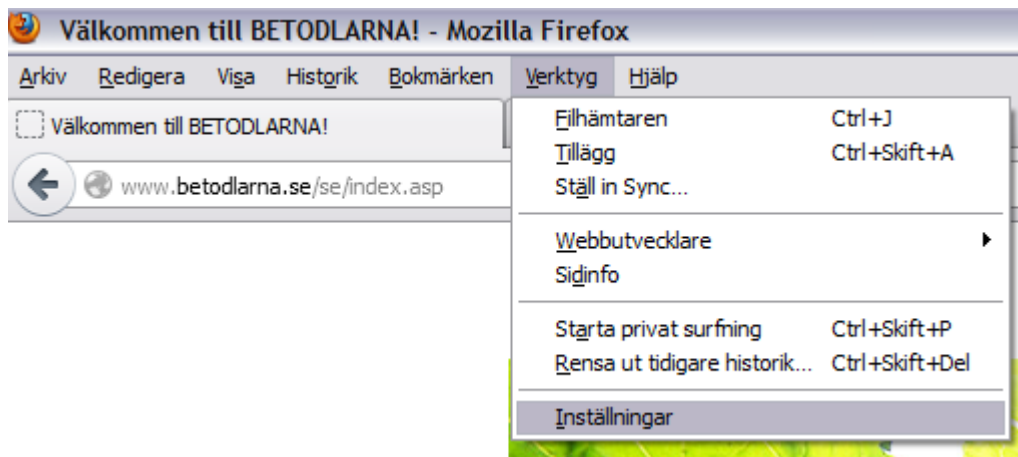 Välkommen till BETODLARNA! - Mozilla Firefox
Arkiv Redigera Visa Historik Bokmärken Verktyg Hjälp
Välkommen till BETODLARNA!
www.betodlarna.se/se/index.asp
Filhämtaren Ctrl+J
Tillägg Ctrl+Skift+A
Ställ in Sync...
Webbutvecklare
Sidinfo
Starta privat surfning Ctrl+Skift+P
Rensa ut tidigare historik... Ctrl+Skift+Del
Inställningar